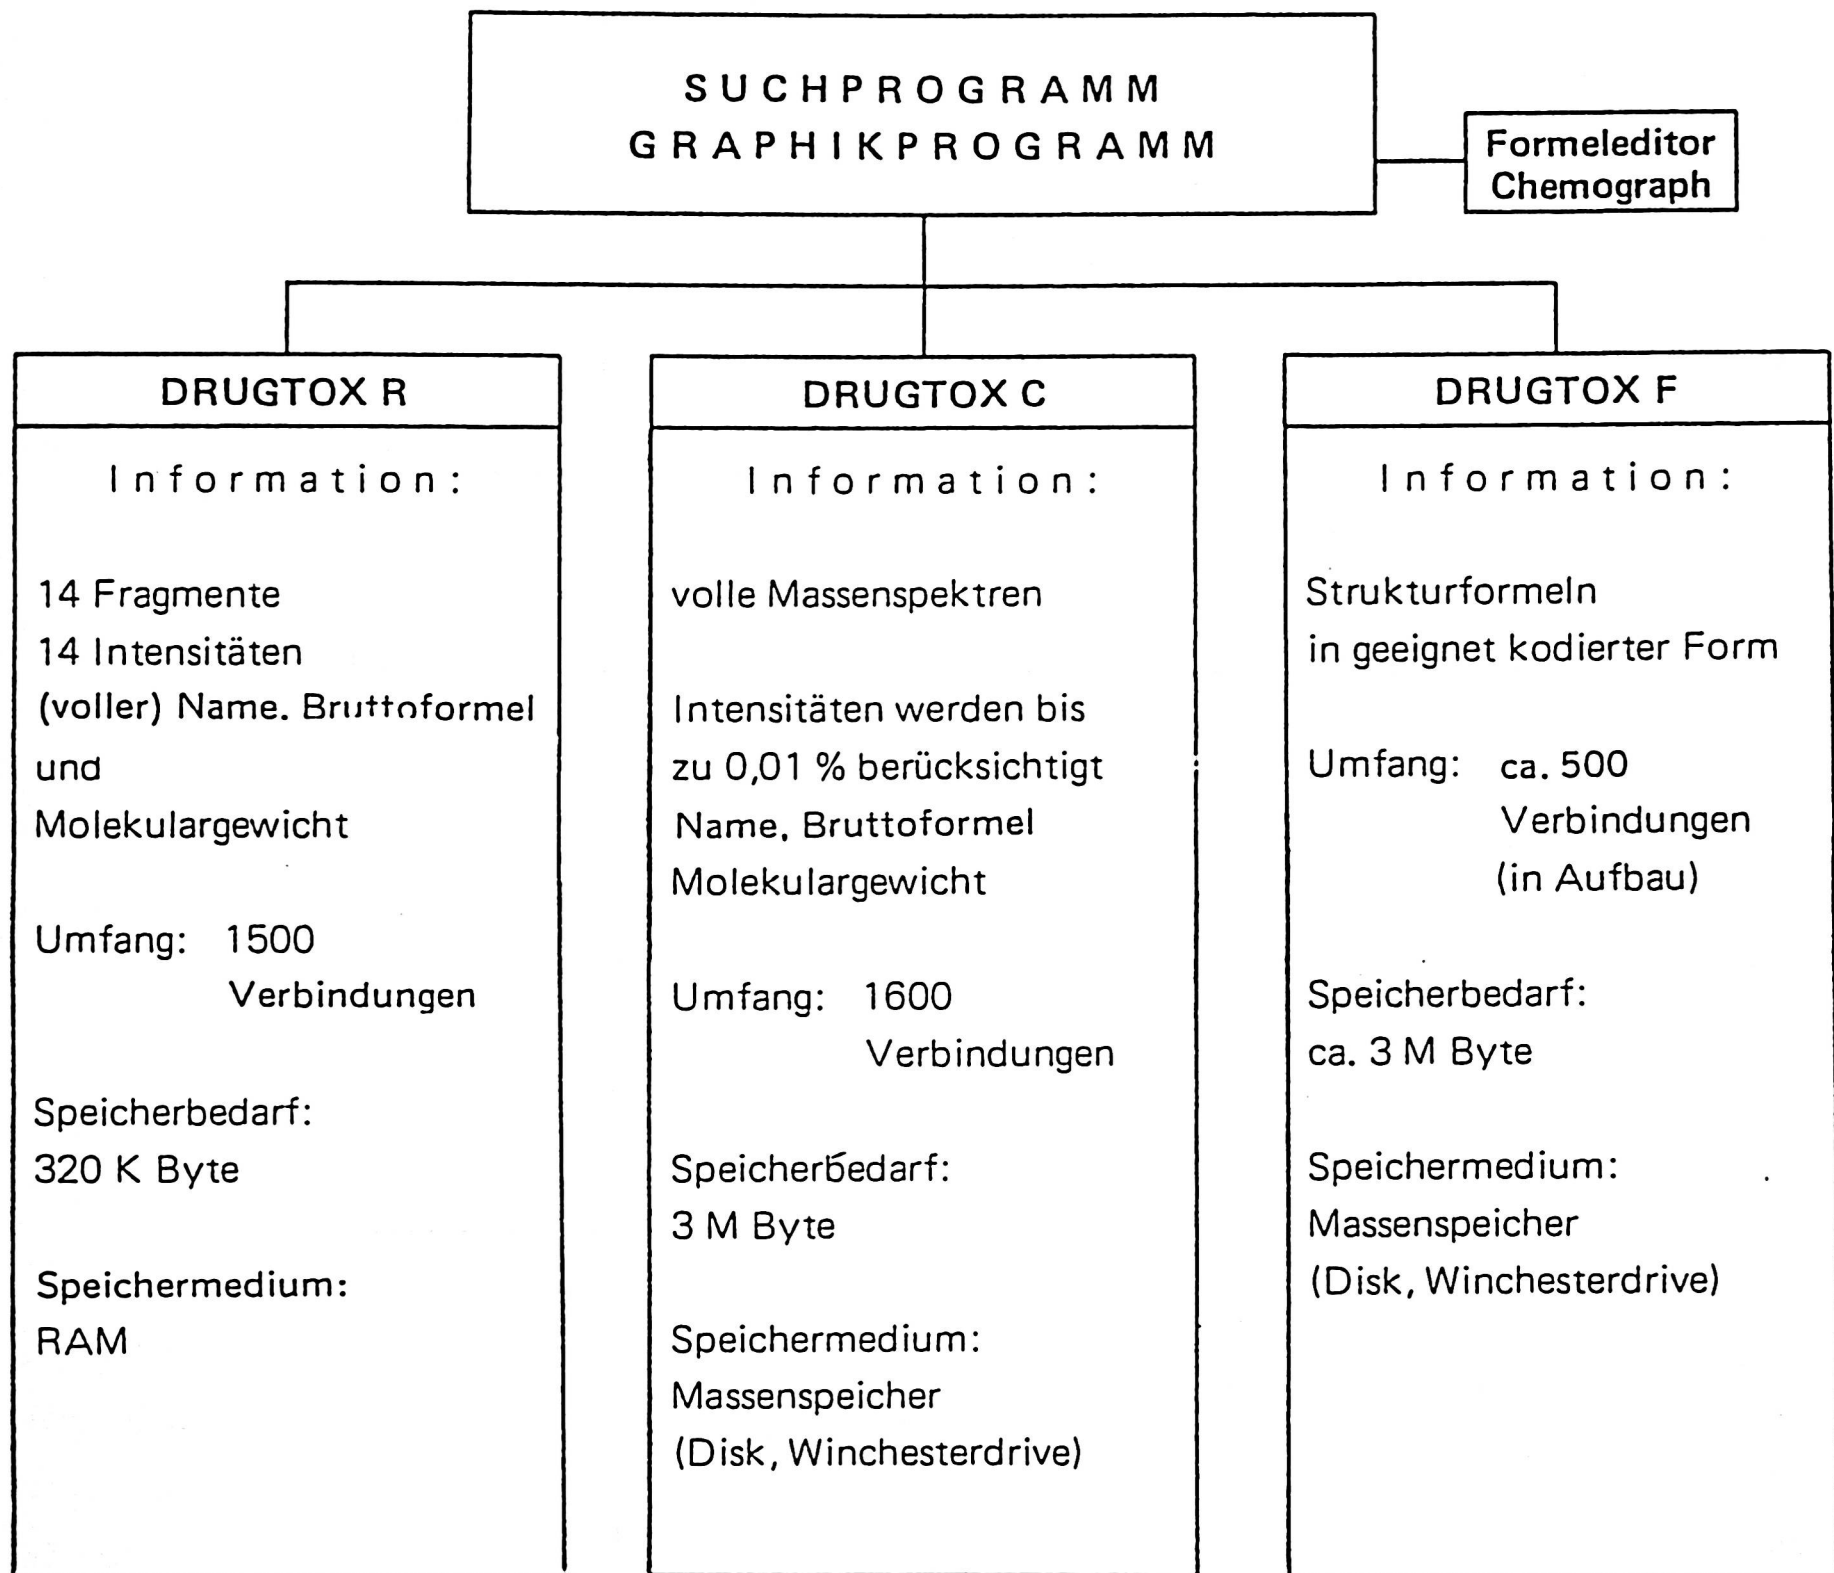 SUCHPROGRAMM
GRAPHIKPROGRAMM
Formeleditor
Chemograph
DRUGTOX R
Information:
14 Fragmente
14 Intensitäten
(voller) Name. Bruttoformel
und
Molekulargewicht
Umfang: 1500
Verbindungen
Speicherbedarf:
320 K Byte
Speichermedium:
RAM
DRUGTOX C
Information:
volle Massenspektren
Intensitäten werden bis
zu 0,01 % berücksichtigt
Name, Bruttoformel
Molekulargewicht
Umfang: 1600
Verbindungen
Speicherbedarf:
3 M Byte
Speichermedium:
Massenspeicher
(Disk, Winchesterdrive)
DRUGTOX F
Information:
Strukturformeln
in geeignet kodierter Form
Umfang: ca. 500
Verbindungen
(in Aufbau)
Speicherbedarf:
ca. 3 M Byte
Speichermedium:
Massenspeicher
(Disk, Winchesterdrive)